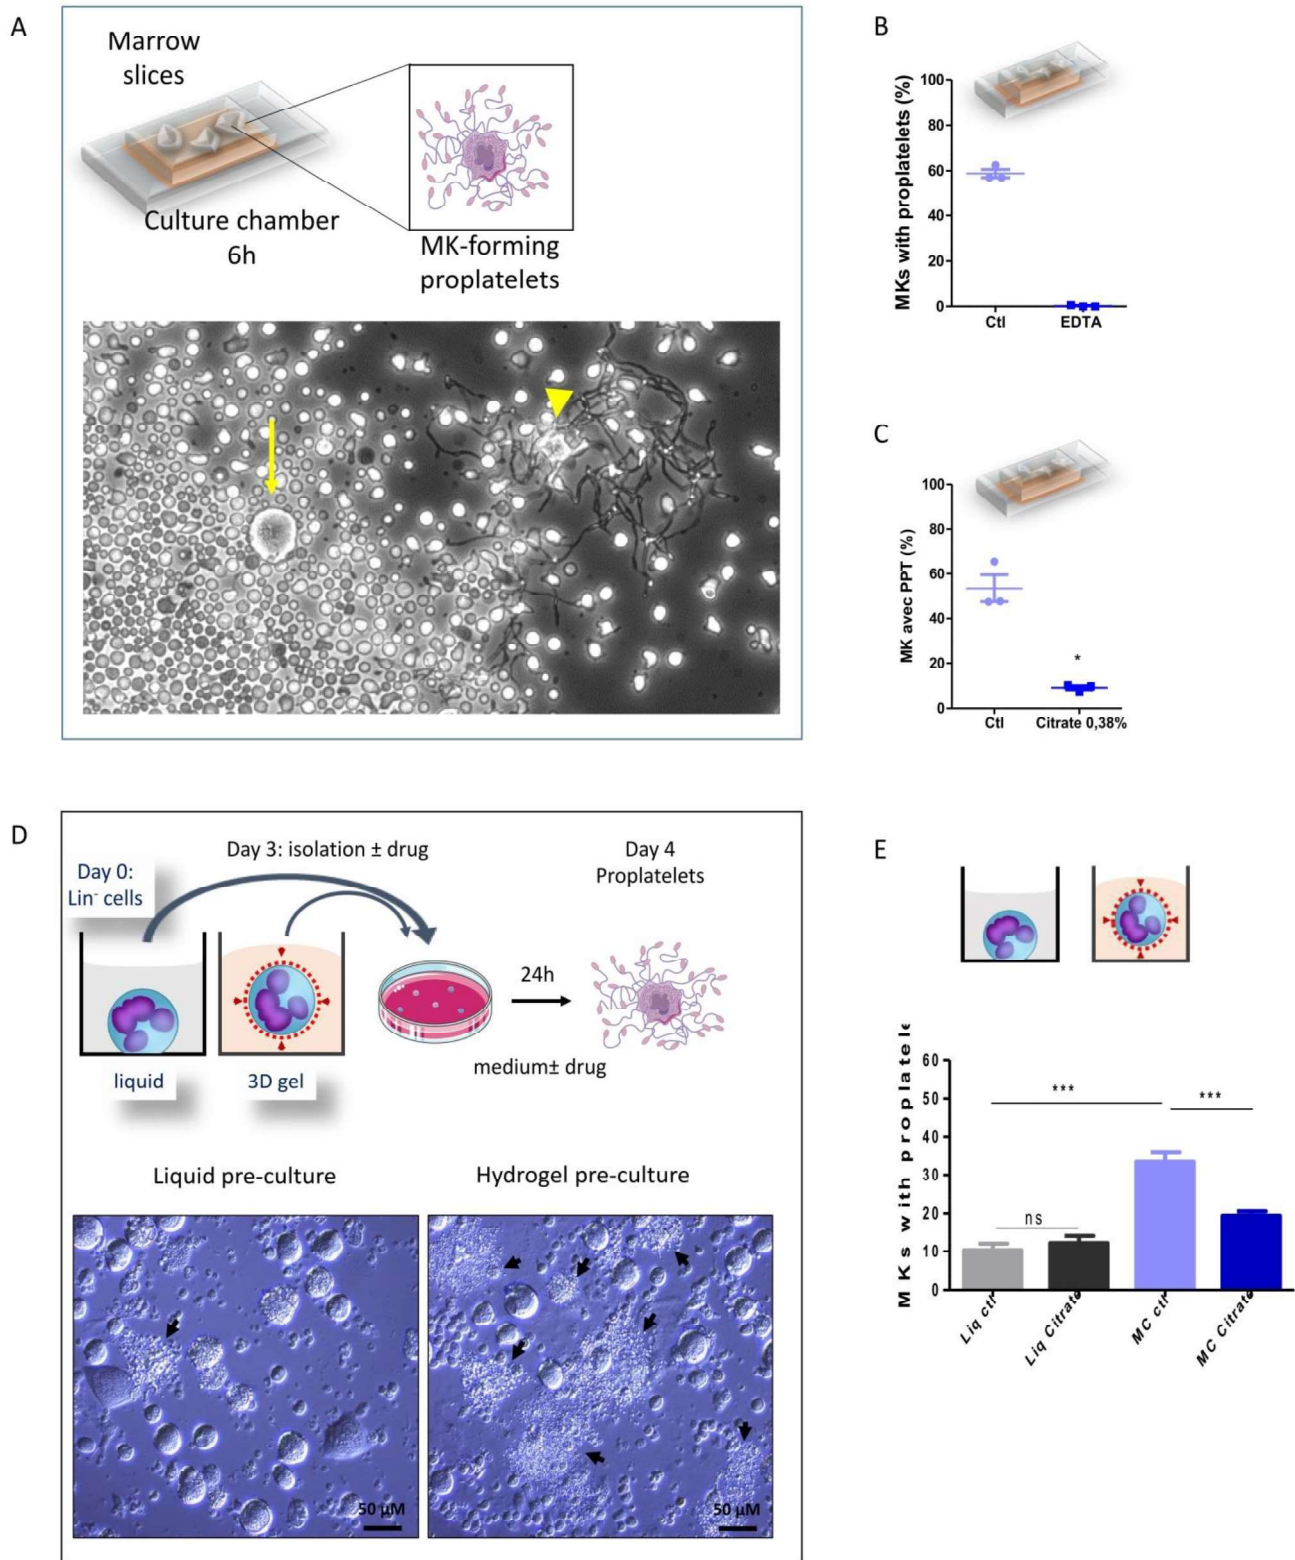 A
Marrow
slices
Culture chamber
6h
MK-forming
proplatelets
B
MKs with proplatelets (%)
100
80
60
40
20
0
Ctl
EDTA
C
MK avec PPT (%)
100
80
60
40
20
0
*
Ctl
Citrate 0,38%
D
Day 0:
Lin⁻ cells
Day 3: isolation ± drug
Day 4
Proplatelets
24h
medium± drug
liquid
3D gel
Liquid pre-culture
Hydrogel pre-culture
50 µM
50 µM
E
MKs with proplatele
60
50
40
30
20
10
0
ns
***
***
Liq ctl
Liq Citrate
MC ctl
MC Citrate